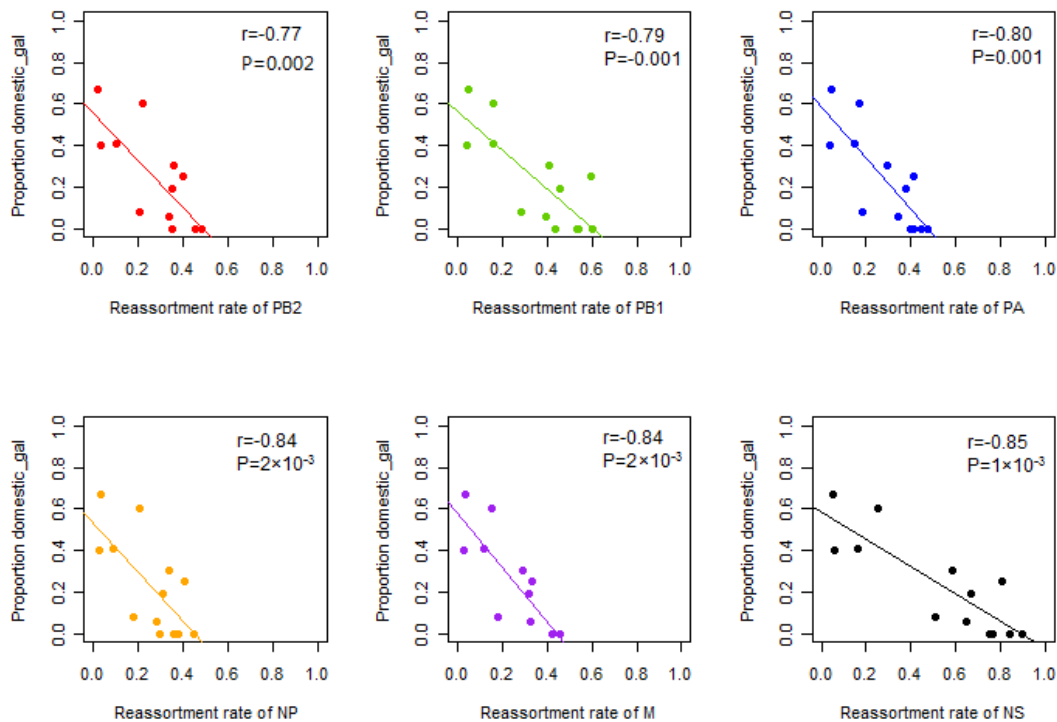 r=-0.77
P=0.002
Proportion domestic_gal
0.0 0.2 0.4 0.6 0.8 1.0
0.0 0.2 0.4 0.6 0.8 1.0
Reassortment rate of PB2
r=-0.79
P=-0.001
Proportion domestic_gal
0.0 0.2 0.4 0.6 0.8 1.0
0.0 0.2 0.4 0.6 0.8 1.0
Reassortment rate of PB1
r=-0.80
P=0.001
Proportion domestic_gal
0.0 0.2 0.4 0.6 0.8 1.0
0.0 0.2 0.4 0.6 0.8 1.0
Reassortment rate of PA
r=-0.84
P=2×10⁻³
Proportion domestic_gal
0.0 0.2 0.4 0.6 0.8 1.0
0.0 0.2 0.4 0.6 0.8 1.0
Reassortment rate of NP
r=-0.84
P=2×10⁻³
Proportion domestic_gal
0.0 0.2 0.4 0.6 0.8 1.0
0.0 0.2 0.4 0.6 0.8 1.0
Reassortment rate of M
r=-0.85
P=1×10⁻³
Proportion domestic_gal
0.0 0.2 0.4 0.6 0.8 1.0
0.0 0.2 0.4 0.6 0.8 1.0
Reassortment rate of NS